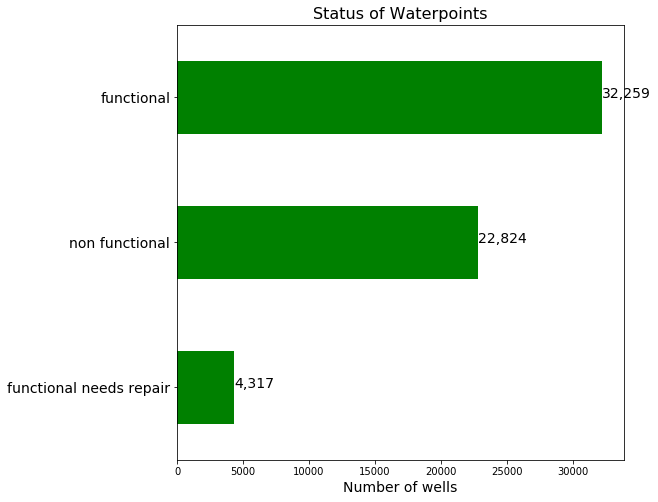 Status of Waterpoints
functional
32,259
non functional
22,824
functional needs repair
4,317
0 5000 10000 15000 20000 25000 30000
Number of wells